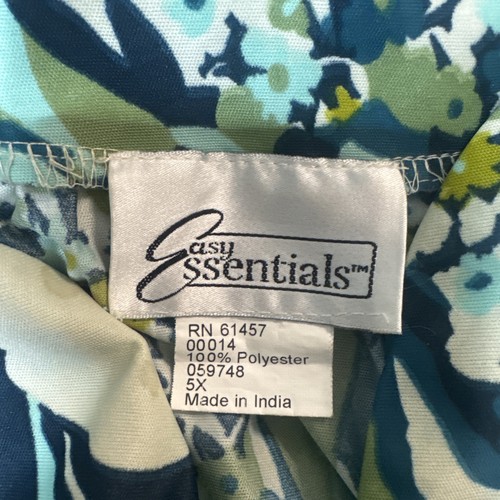 Easy
Essentials™
RN 61457
00014
100% Polyester
059748
5X
Made in India